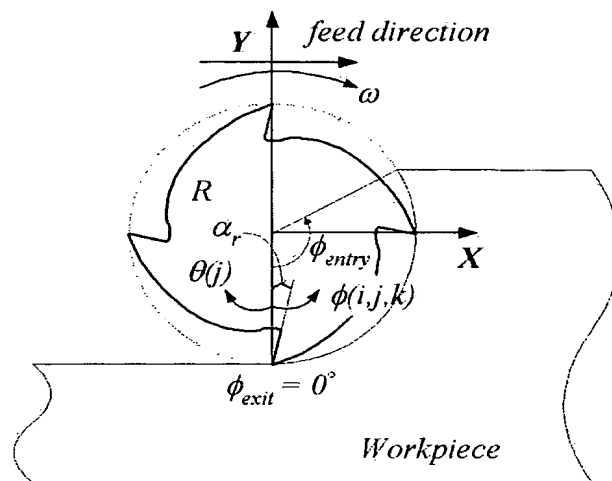 Y feed direction
ω
R
α_r
ϕ_entry
X
θ(j)
ϕ(i,j,k)
ϕ_exit = 0°
Workpiece